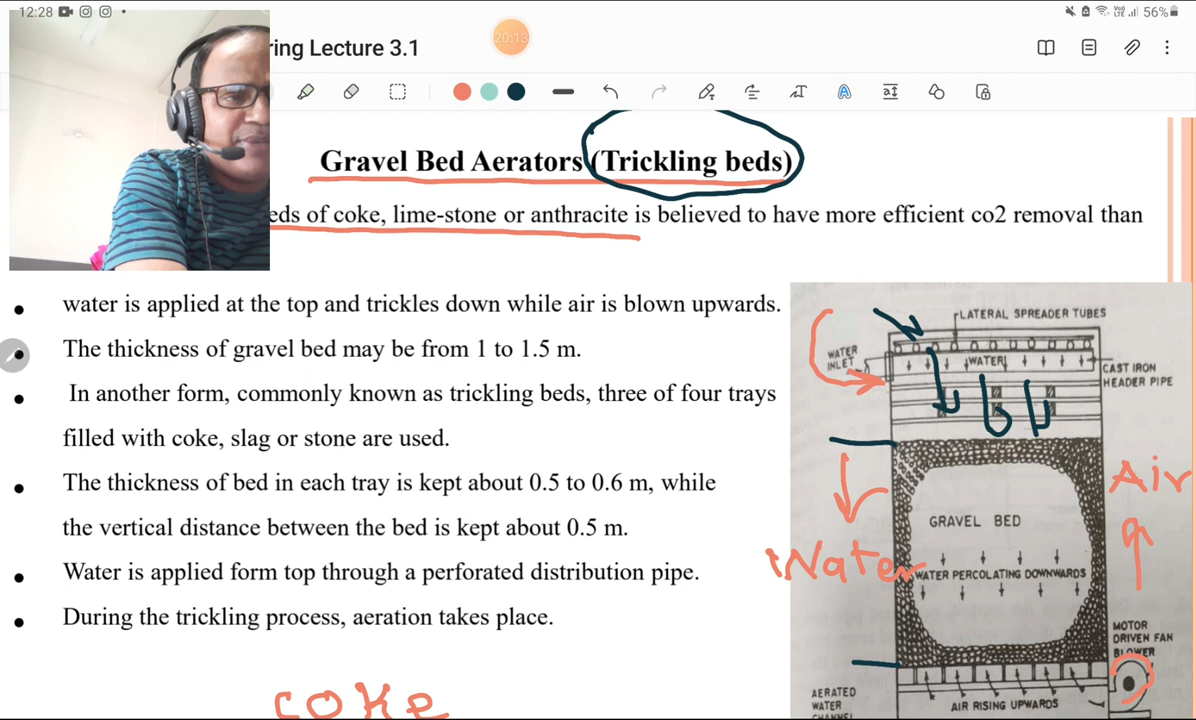 12:28
56%
20:13
ring Lecture 3.1
Gravel Bed Aerators (Trickling beds)
eds of coke, lime-stone or anthracite is believed to have more efficient co2 removal than
water is applied at the top and trickles down while air is blown upwards.
The thickness of gravel bed may be from 1 to 1.5 m.
In another form, commonly known as trickling beds, three of four trays
filled with coke, slag or stone are used.
The thickness of bed in each tray is kept about 0.5 to 0.6 m, while
the vertical distance between the bed is kept about 0.5 m.
Water is applied form top through a perforated distribution pipe.
During the trickling process, aeration takes place.
coke
LATERAL SPREADER TUBES
WATER
INLET
WATER
CAST IRON
HEADER PIPE
Air
GRAVEL BED
Water
WATER PERCOLATING DOWNWARDS
MOTOR
DRIVEN FAN
BLOWER
AERATED
WATER
CHANNEL
AIR RISING UPWARDS